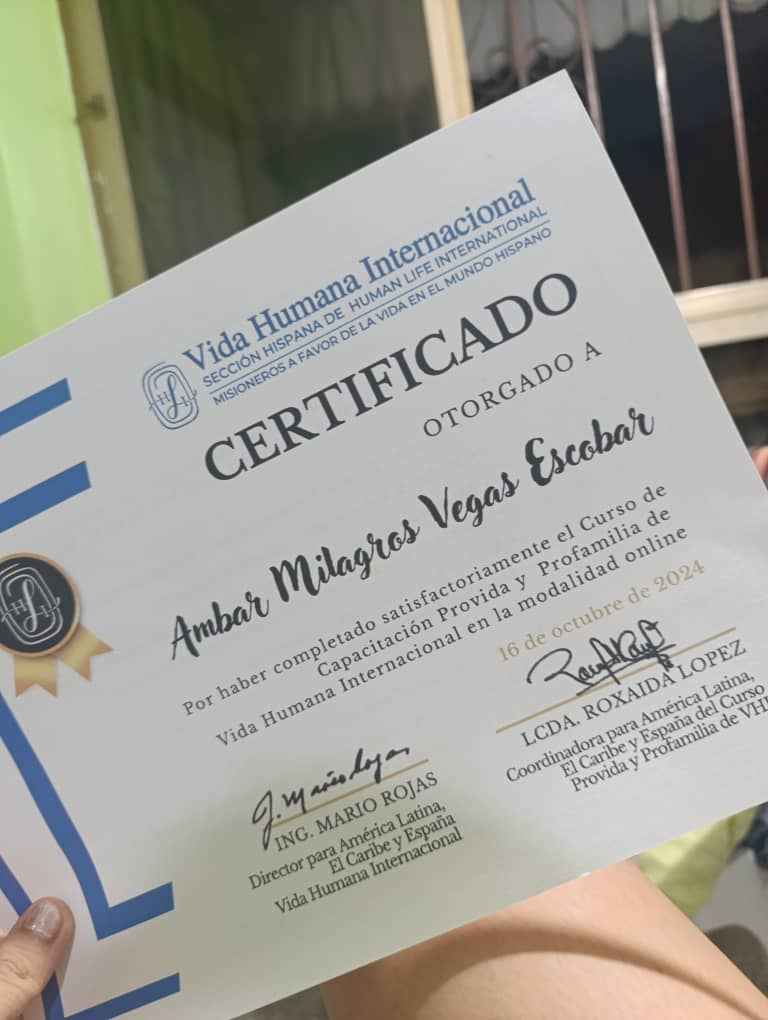 Vida Humana Internacional
SECCIÓN HISPANA DE HUMAN LIFE INTERNATIONAL
MISIONEROS A FAVOR DE LA VIDA EN EL MUNDO HISPANO
HLI
CERTIFICADO
OTORGADO A
Ambar Milagros Vegas Escobar
Por haber completado satisfactoriamente el Curso de
Capacitación Provida y Profamilia de
Vida Humana Internacional en la modalidad online
16 de octubre de 2024
HLI
J. Mario Rojas
ING. MARIO ROJAS
Director para América Latina,
El Caribe y España
Vida Humana Internacional
LCDA. ROXAIDA LOPEZ
Coordinadora para América Latina,
El Caribe y España del Curso
Provida y Profamilia de VHI